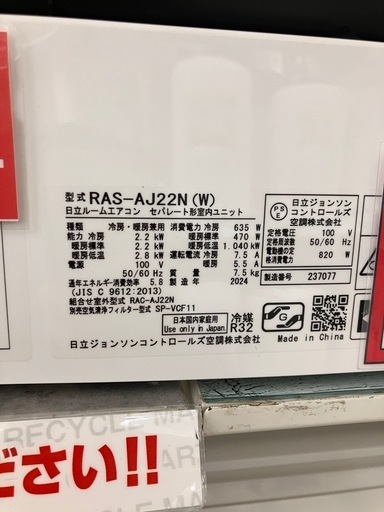 型式 RAS-AJ22N(W)
日立ルームエアコン セパレート形室内ユニット
種類 冷房・暖房兼用
能力 冷房 2.2 kW
暖房標準 2.2 kW
暖房低温 2.8 kW
電源 100 V
50/60 Hz
通年エネルギー消費効率 5.8
(JIS C 9612:2013)
組合せ室外型式 RAC-AJ22N
別売空気清浄フィルター型式 SP-VCF11
消費電力 冷房 635 W
暖房標準 470 W
暖房低温 1.040 kW
運転電流 冷房 7.5 A
暖房 5.5 A
質量 7.5 kg
製造年 2024
日本国内家庭用
Use only in Japan
冷媒
R32
日立ジョンソンコントロールズ空調株式会社
PSE
日立ジョンソン
コントロールズ
空調株式会社
定格電圧 100 V
定格周波数 50/60 Hz
電動機の定格消費電力 820 W
製造番号 237077
G
Made in China
RECYCLE MA
ART
ださい!!